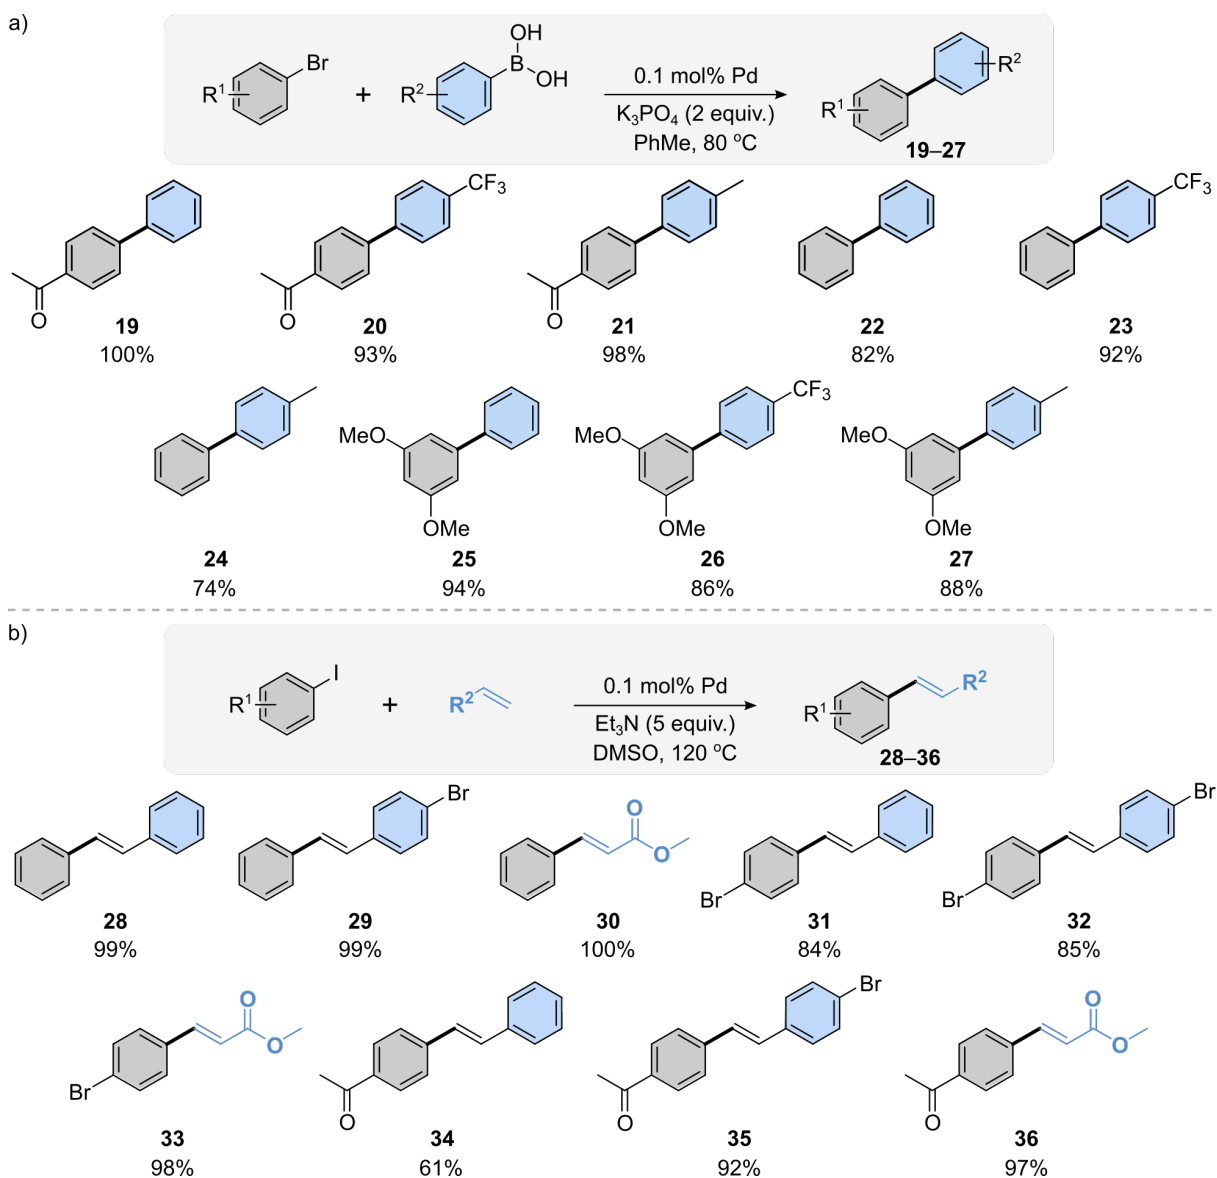 a)
R¹ Br + R² B OH OH 0.1 mol% Pd R¹ R²
K₃PO₄ (2 equiv.)
PhMe, 80 °C 19–27
O CF₃ O O CF₃
19 20 21 22 23
100% 93% 98% 82% 92%
MeO OMe MeO CF₃ OMe MeO OMe
24 25 26 27
74% 94% 86% 88%
b)
R¹ I + R² 0.1 mol% Pd R¹ R²
Et₃N (5 equiv.)
DMSO, 120 °C 28–36
Br O O Br Br Br
28 29 30 31 32
99% 99% 100% 84% 85%
Br O O O O Br O O O
33 34 35 36
98% 61% 92% 97%